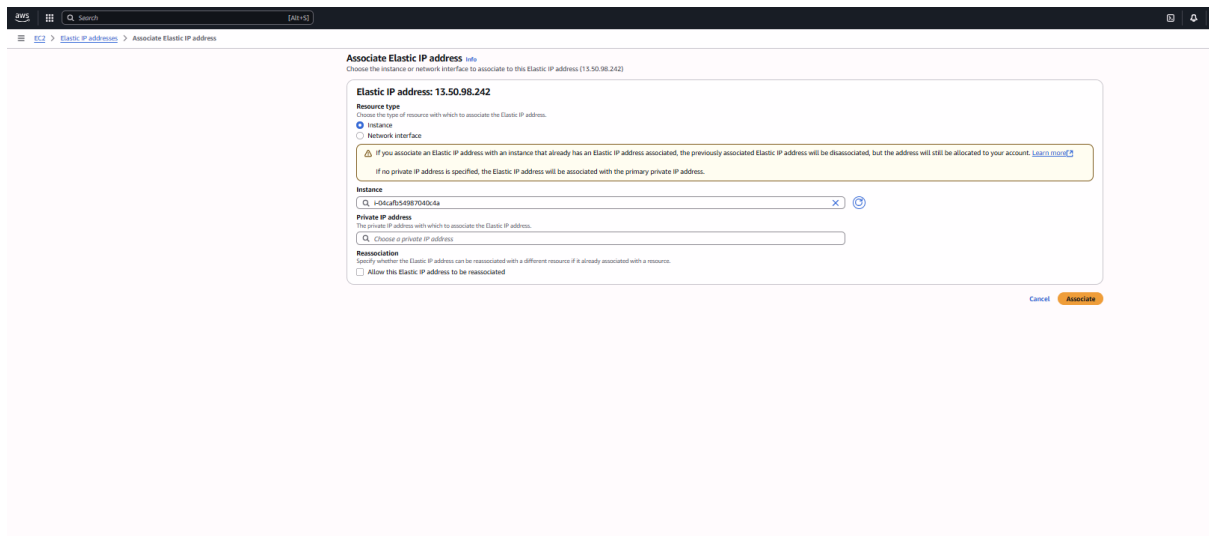 aws
Search [Alt+S]
EC2 > Elastic IP addresses > Associate Elastic IP address
Associate Elastic IP address Info
Choose the instance or network interface to associate to this Elastic IP address (13.50.98.242)
Elastic IP address: 13.50.98.242
Resource type
Choose the type of resource with which to associate the Elastic IP address.
Instance
Network interface
If you associate an Elastic IP address with an instance that already has an Elastic IP address associated, the previously associated Elastic IP address will be disassociated, but the address will still be allocated to your account. Learn more
If no private IP address is specified, the Elastic IP address will be associated with the primary private IP address.
Instance
i-04cafb54987040c4a
Private IP address
The private IP address with which to associate the Elastic IP address.
Choose a private IP address
Reassociation
Specify whether the Elastic IP address can be reassociated with a different resource if it already associated with a resource.
Allow this Elastic IP address to be reassociated
Cancel Associate